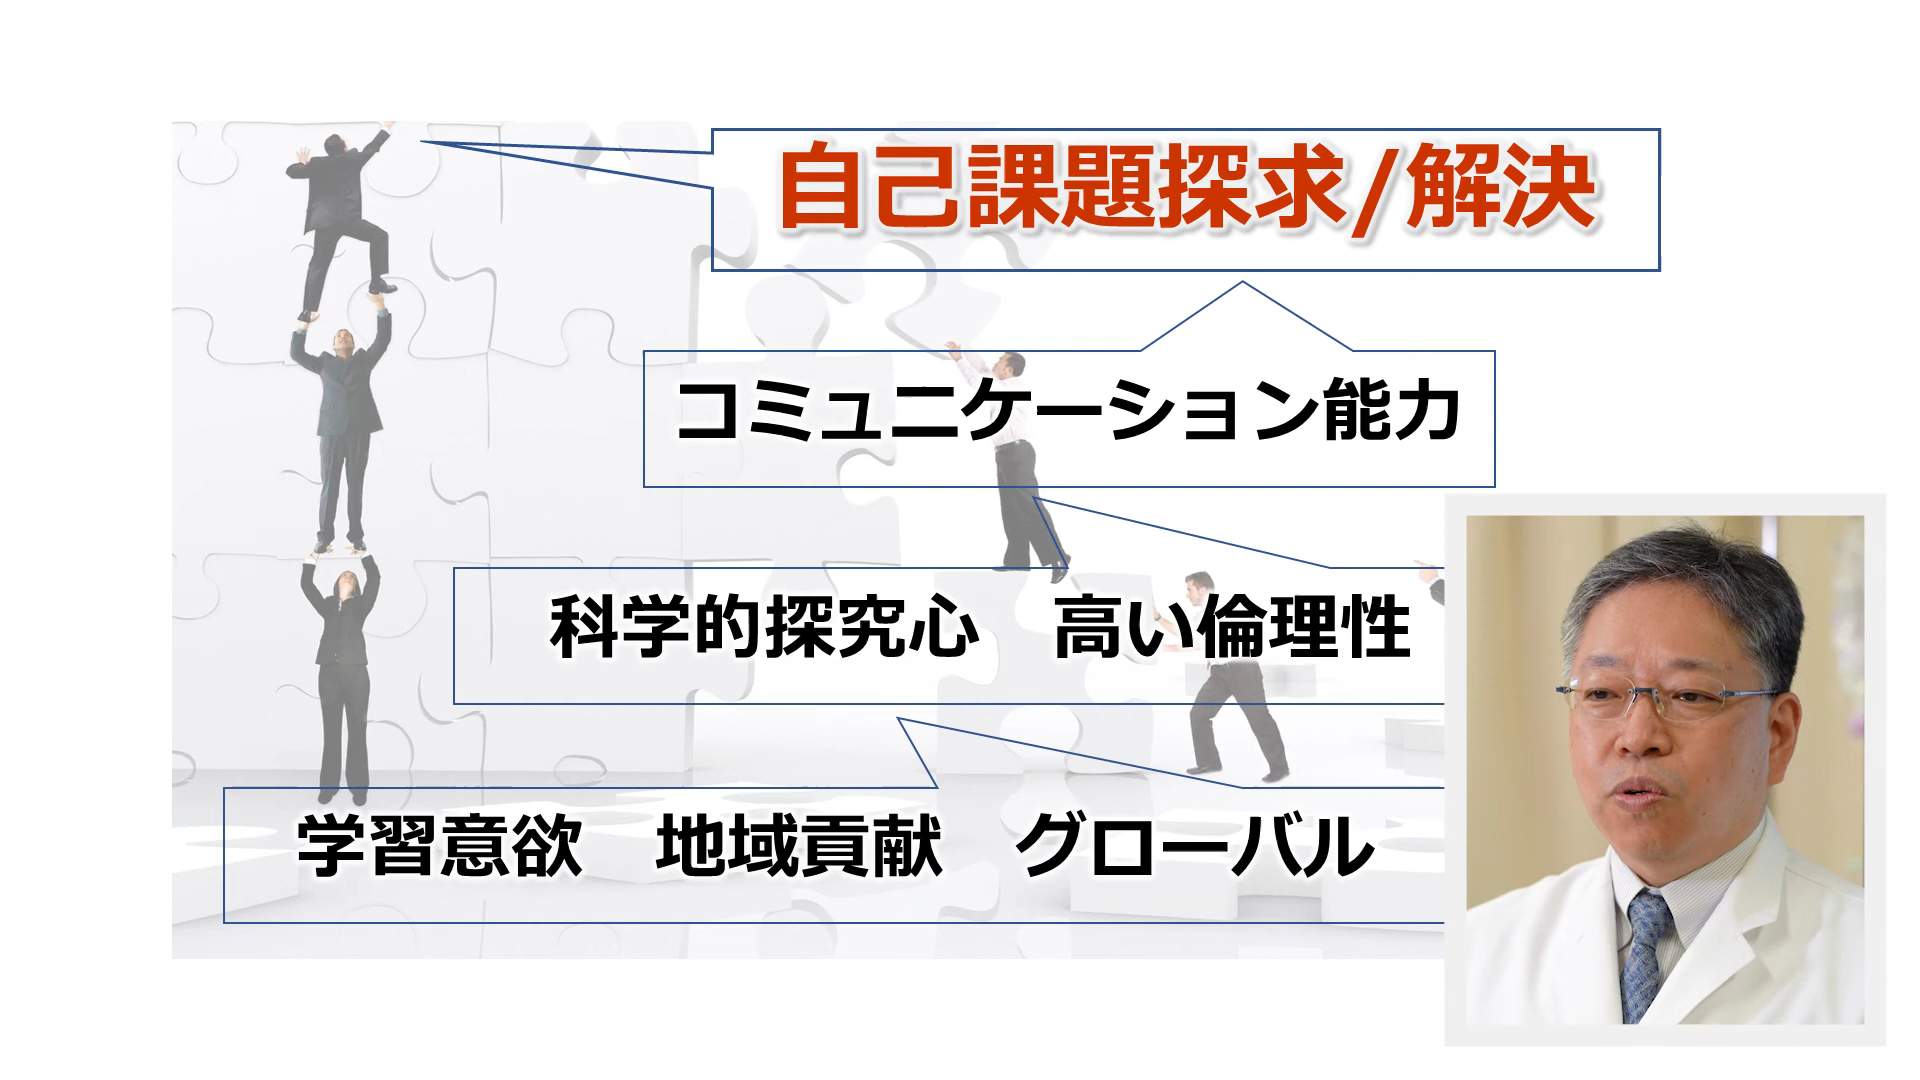 自己課題探求/解決
コミュニケーション能力
科学的探究心　高い倫理性
学習意欲　地域貢献　グローバル